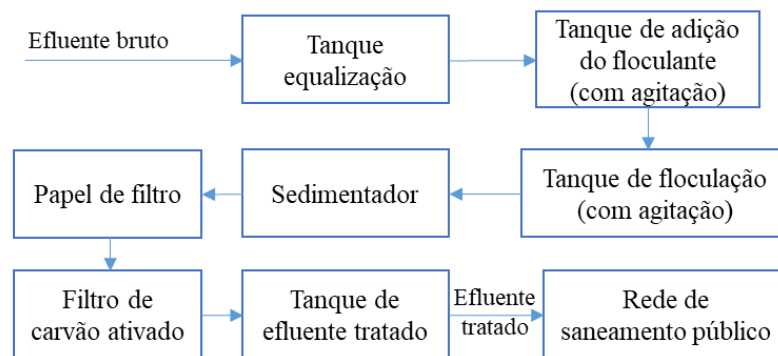 Efluente bruto
Tanque
equalização
Tanque de adição
do floculante
(com agitação)
Papel de filtro
Sedimentador
Tanque de floculação
(com agitação)
Filtro de
carvão ativado
Tanque de
efluente tratado
Efluente
tratado
Rede de
saneamento público